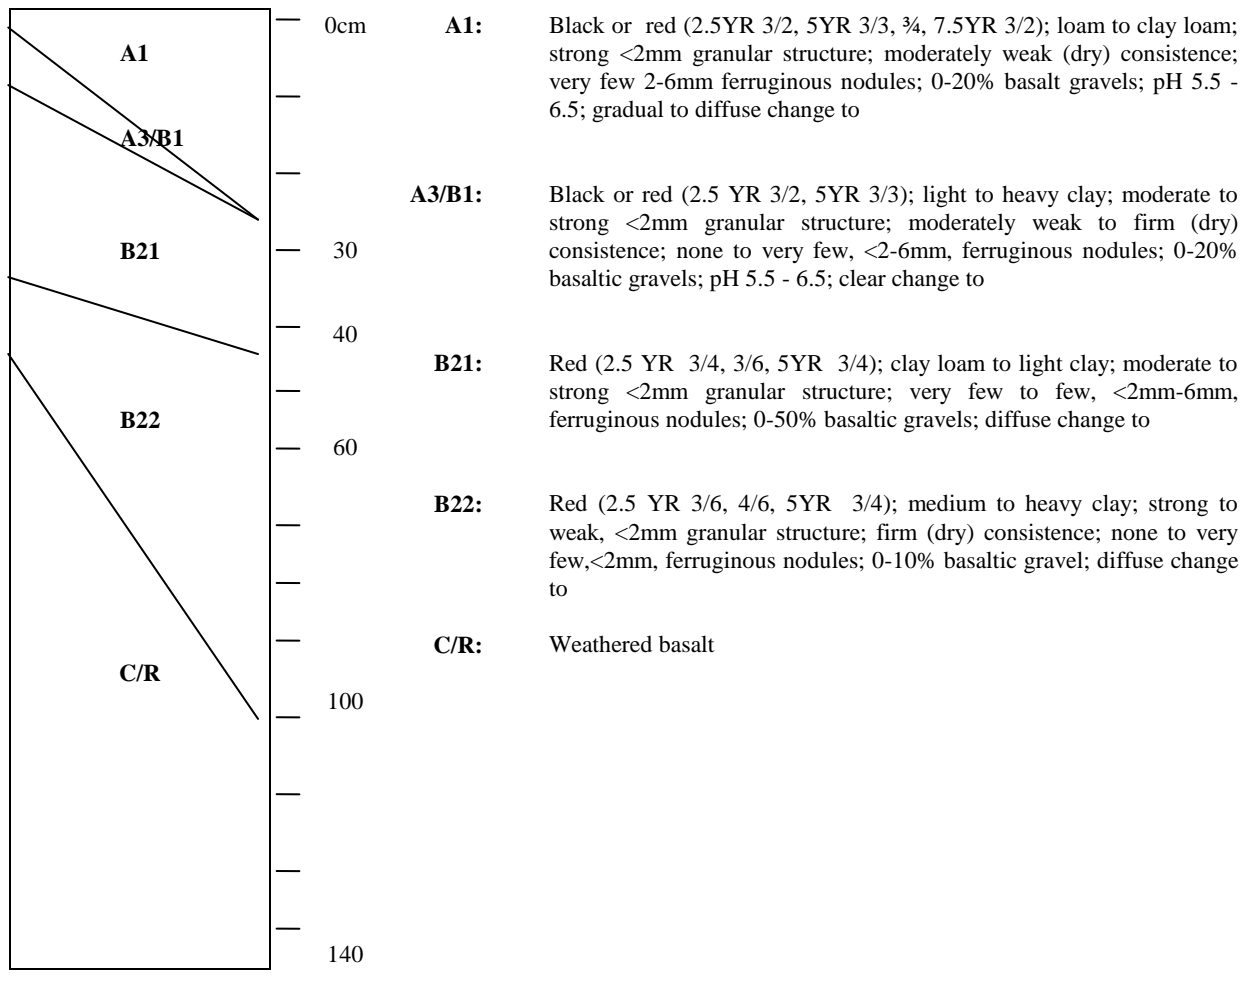 0cm
A1
A3/B1
B21
30
40
B22
60
C/R
100
140
A1: Black or red (2.5YR 3/2, 5YR 3/3, ¾, 7.5YR 3/2); loam to clay loam;
strong <2mm granular structure; moderately weak (dry) consistence;
very few 2-6mm ferruginous nodules; 0-20% basalt gravels; pH 5.5 -
6.5; gradual to diffuse change to
A3/B1: Black or red (2.5 YR 3/2, 5YR 3/3); light to heavy clay; moderate to
strong <2mm granular structure; moderately weak to firm (dry)
consistence; none to very few, <2-6mm, ferruginous nodules; 0-20%
basaltic gravels; pH 5.5 - 6.5; clear change to
B21: Red (2.5 YR 3/4, 3/6, 5YR 3/4); clay loam to light clay; moderate to
strong <2mm granular structure; very few to few, <2mm-6mm,
ferruginous nodules; 0-50% basaltic gravels; diffuse change to
B22: Red (2.5 YR 3/6, 4/6, 5YR 3/4); medium to heavy clay; strong to
weak, <2mm granular structure; firm (dry) consistence; none to very
few,<2mm, ferruginous nodules; 0-10% basaltic gravel; diffuse change
to
C/R: Weathered basalt